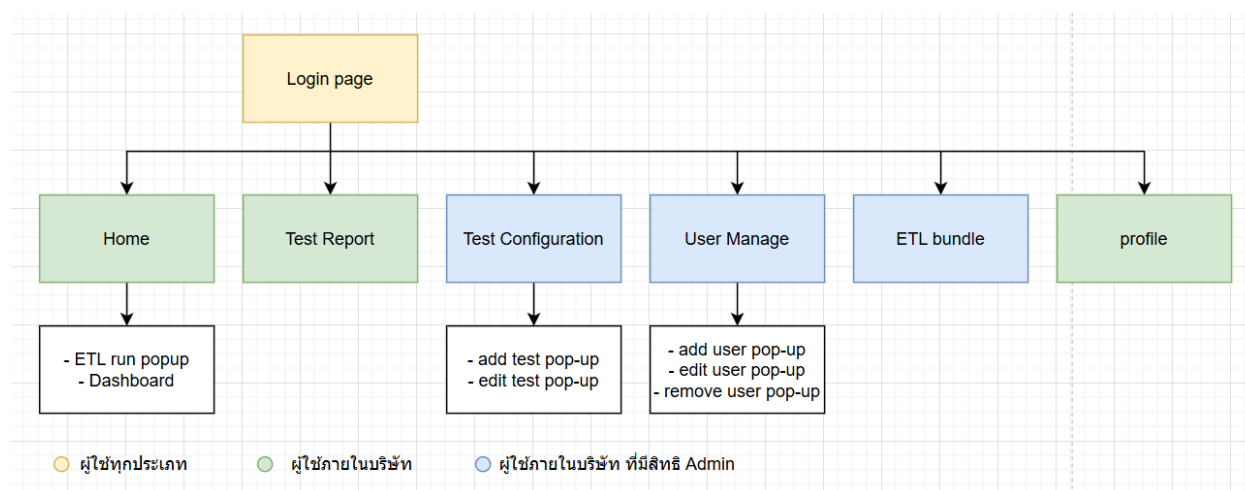 Login page
Home
Test Report
Test Configuration
User Manage
ETL bundle
profile
- ETL run popup
- Dashboard
- add test pop-up
- edit test pop-up
- add user pop-up
- edit user pop-up
- remove user pop-up
ผู้ใช้ทุกประเภท
ผู้ใช้ภายในบริษัท
ผู้ใช้ภายในบริษัท ที่มีสิทธิ Admin